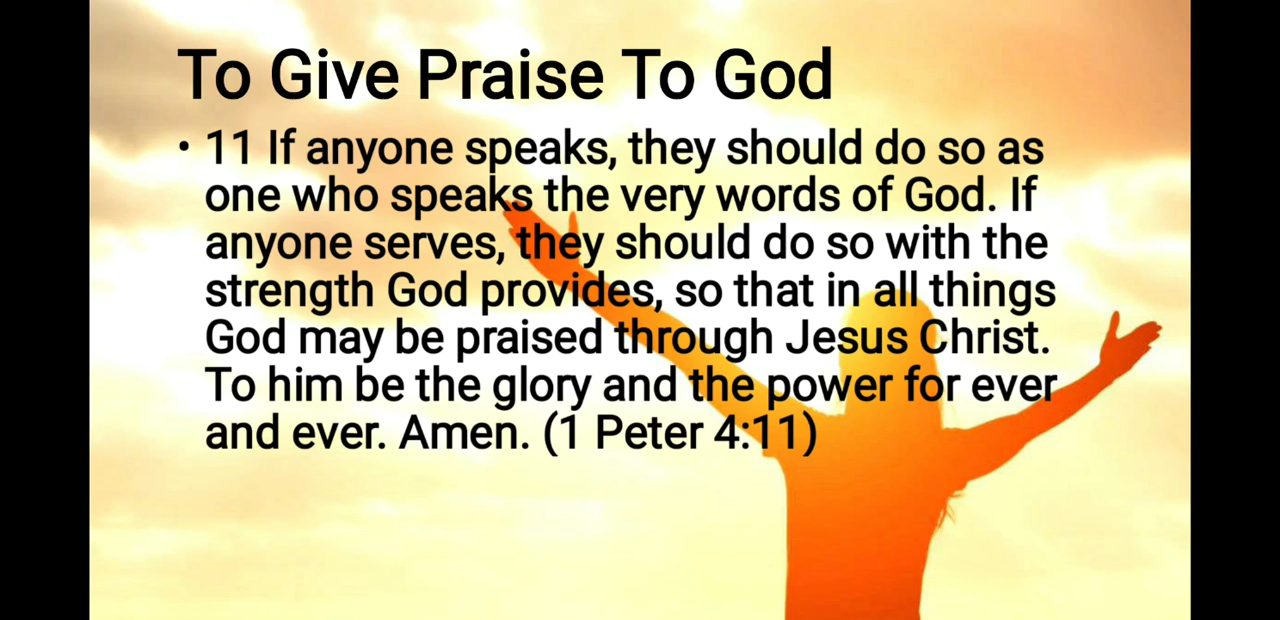 To Give Praise To God
• 11 If anyone speaks, they should do so as
one who speaks the very words of God. If
anyone serves, they should do so with the
strength God provides, so that in all things
God may be praised through Jesus Christ.
To him be the glory and the power for ever
and ever. Amen. (1 Peter 4:11)